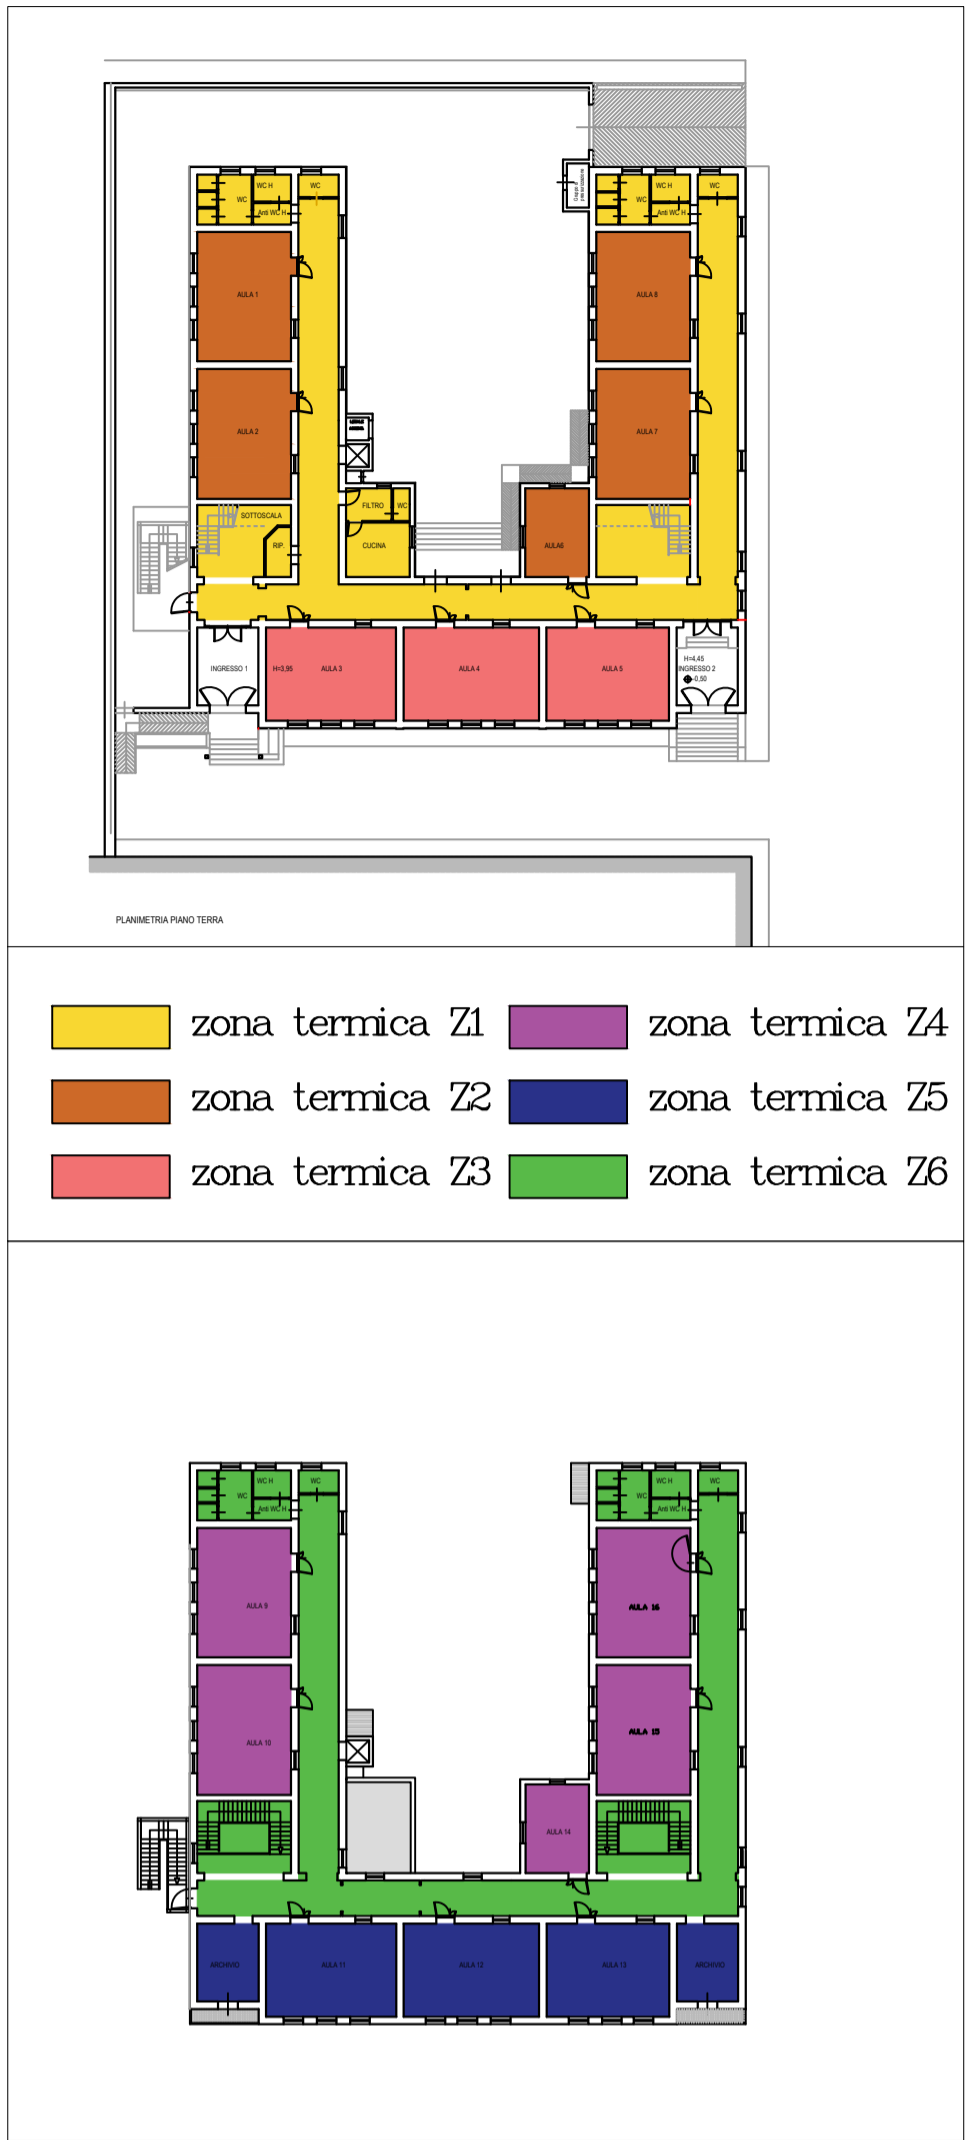 WC H
WC
WC
Anti WC H
Gruppo di
pressurizzazione
WC H
WC
WC
Anti WC H
AULA 1
AULA 8
AULA 2
AULA 7
SOTTOSCALA
RIP.
FILTRO
WC
CUCINA
AULA6
INGRESSO 1
H=3,95
AULA 3
AULA 4
AULA 5
H=4,45
INGRESSO 2
-0,50
PLANIMETRIA PIANO TERRA
zona termica Z1
zona termica Z4
zona termica Z2
zona termica Z5
zona termica Z3
zona termica Z6
WC H
WC
WC
Anti WC H
WC H
WC
WC
Anti WC H
AULA 9
AULA 16
AULA 10
AULA 15
AULA 14
ARCHIVIO
AULA 11
AULA 12
AULA 13
ARCHIVIO